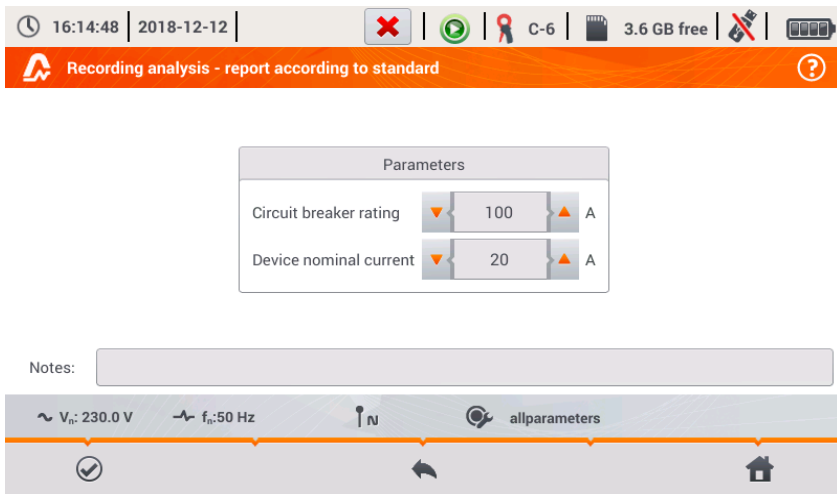 16:14:48 2018-12-12 C-6 3.6 GB free
Recording analysis - report according to standard ?
Parameters
Circuit breaker rating 100 A
Device nominal current 20 A
Notes:
Vn: 230.0 V fn:50 Hz N allparameters